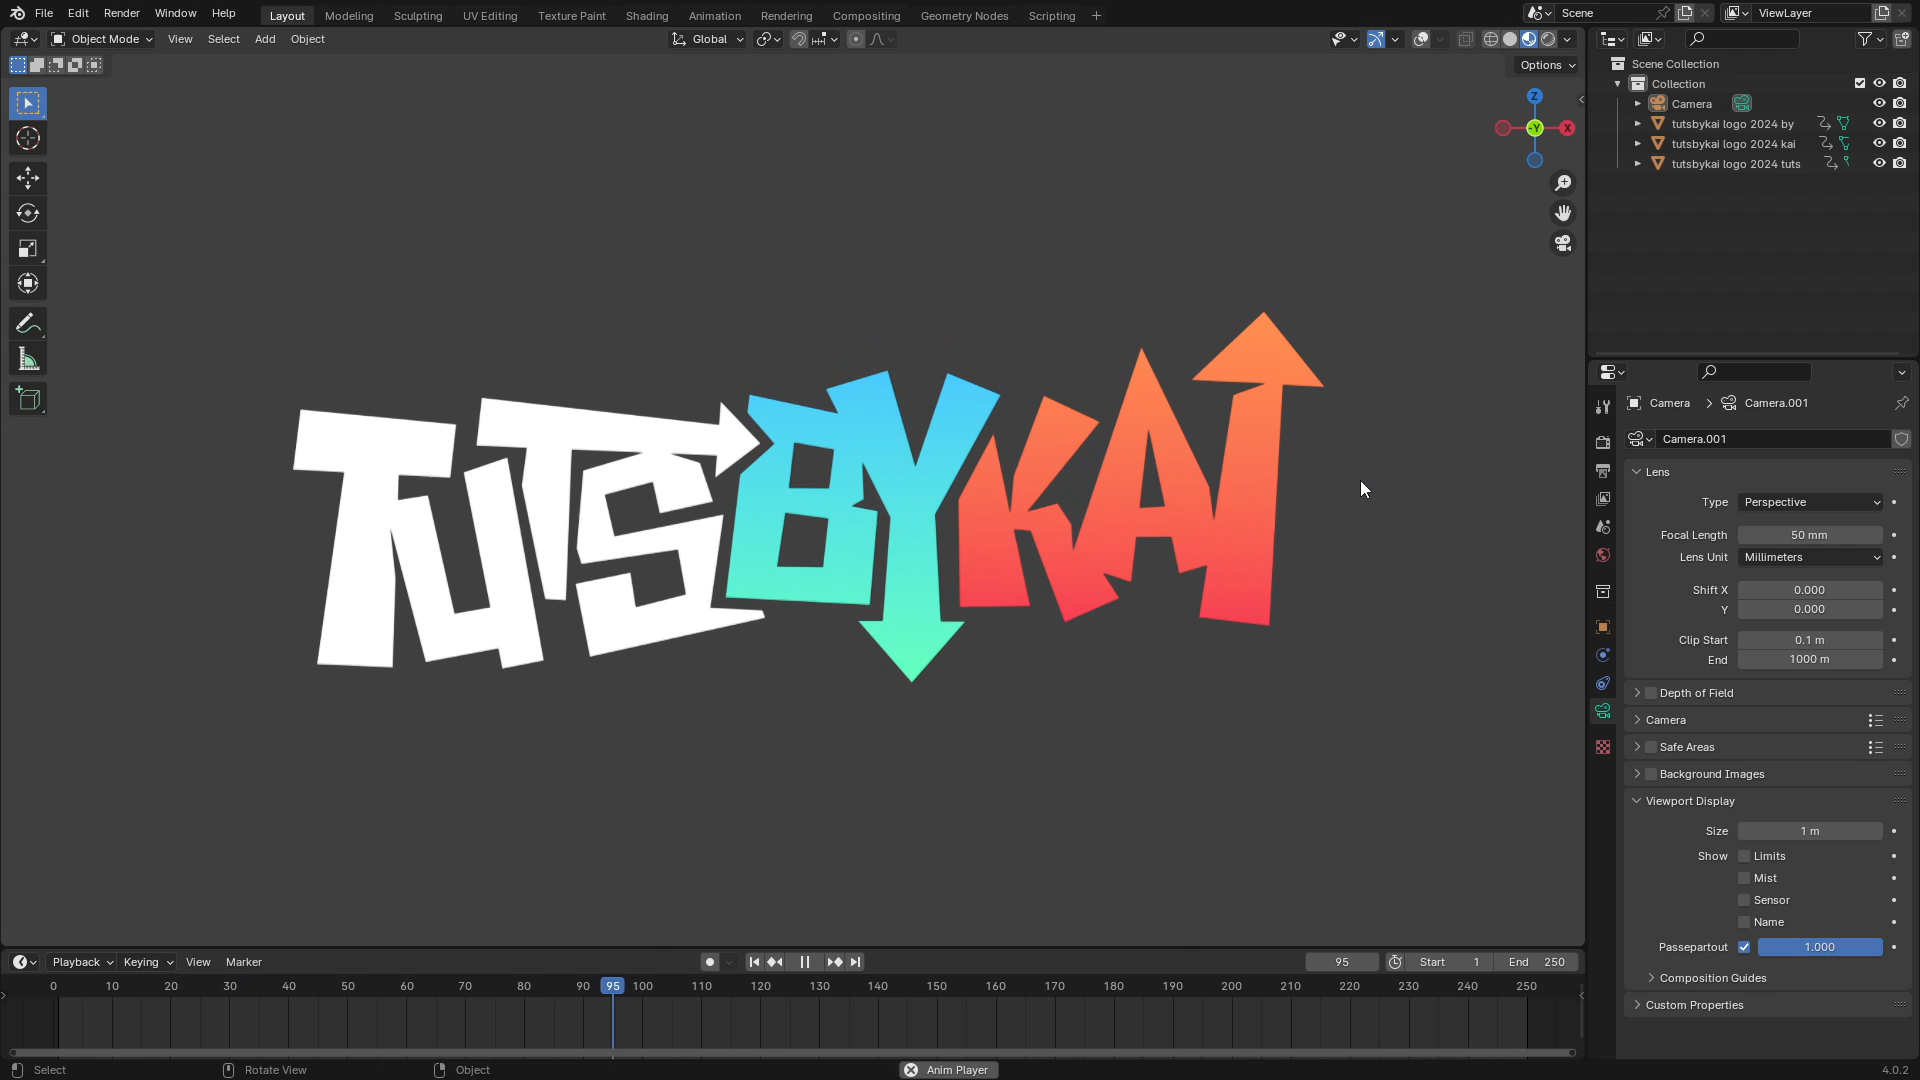 File Edit Render Window Help Layout Modeling Sculpting UV Editing Texture Paint Shading Animation Rendering Compositing Geometry Nodes Scripting + Scene ViewLayer
Object Mode View Select Add Object Global
Options
Z
-Y X
TUTSBYKAI
Scene Collection
Collection
Camera
tutsbykai logo 2024 by
tutsbykai logo 2024 kai
tutsbykai logo 2024 tuts
Camera > Camera.001
Camera.001
Lens
Type Perspective
Focal Length 50 mm
Lens Unit Millimeters
Shift X 0.000
Y 0.000
Clip Start 0.1 m
End 1000 m
Depth of Field
Camera
Safe Areas
Background Images
Viewport Display
Size 1 m
Show Limits
Mist
Sensor
Name
Passepartout 1.000
Composition Guides
Custom Properties
Playback Keying View Marker 95 Start 1 End 250
0 10 20 30 40 50 60 70 80 90 95 100 110 120 130 140 150 160 170 180 190 200 210 220 230 240 250
Select Rotate View Object Anim Player 4.0.2